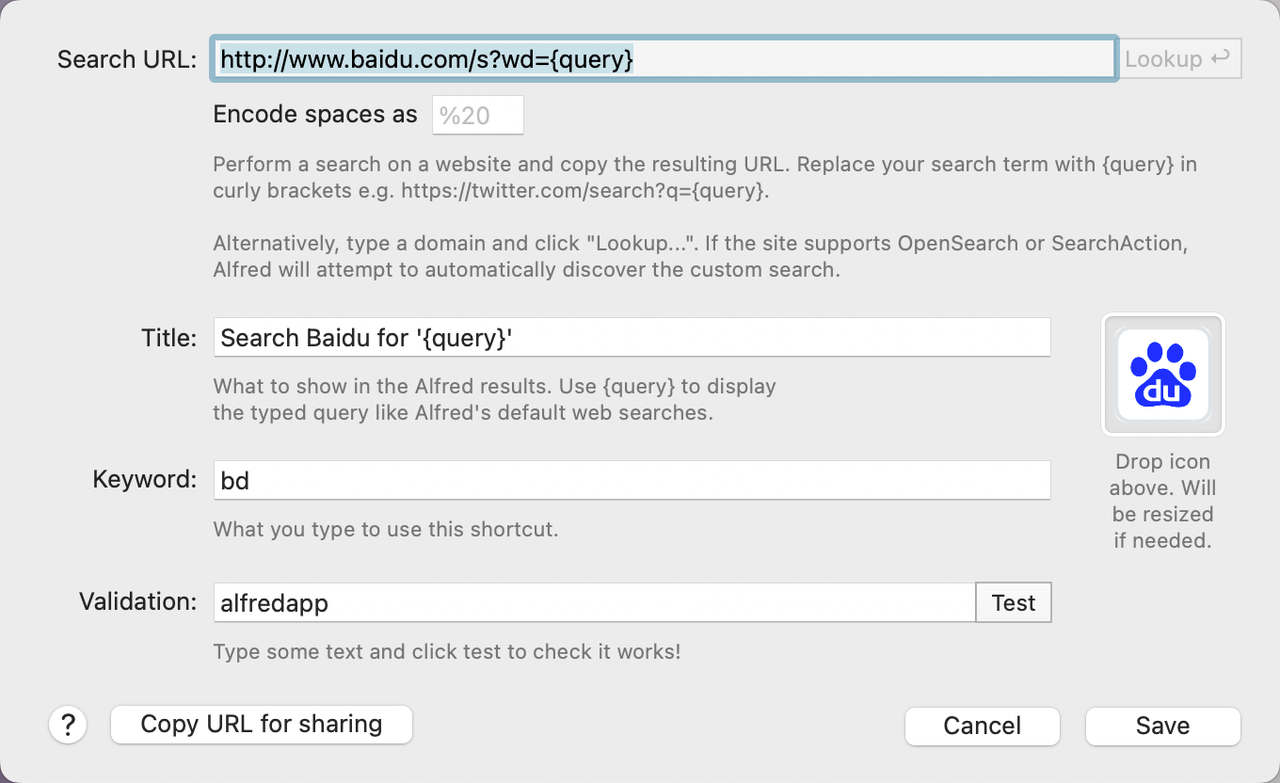 Search URL: http://www.baidu.com/s?wd={query} Lookup ↩
Encode spaces as %20
Perform a search on a website and copy the resulting URL. Replace your search term with {query} in
curly brackets e.g. https://twitter.com/search?q={query}.
Alternatively, type a domain and click "Lookup...". If the site supports OpenSearch or SearchAction,
Alfred will attempt to automatically discover the custom search.
Title: Search Baidu for '{query}'
What to show in the Alfred results. Use {query} to display
the typed query like Alfred's default web searches.
du
Drop icon
above. Will
be resized
if needed.
Keyword: bd
What you type to use this shortcut.
Validation: alfredapp Test
Type some text and click test to check it works!
? Copy URL for sharing Cancel Save